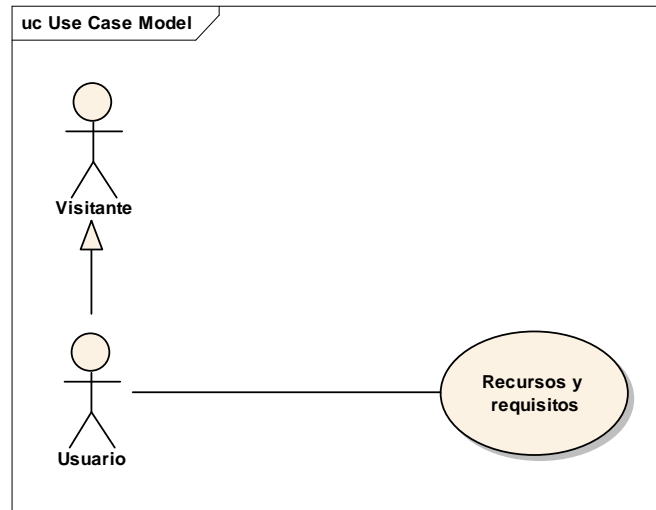 uc Use Case Model
Visitante
Usuario
Recursos y
requisitos